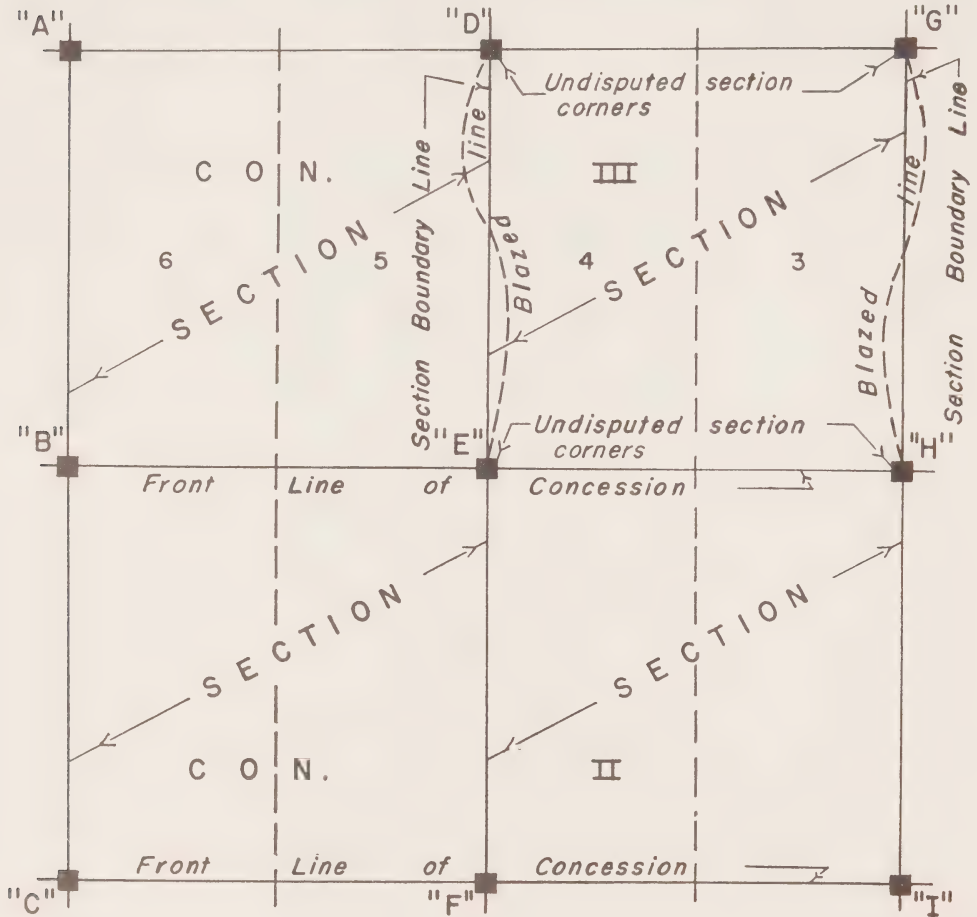 "A" "D" "G"
Undisputed section
corners
line
line
Section Boundary Line
Section Boundary Line
C O N. III
6 5 4 3
SECTION
SECTION
Blazed
Blazed
"B" "E" "H"
Undisputed section
corners
Front Line of Concession
SECTION
SECTION
C O N. II
Front Line of Concession
"C" "F" "I"